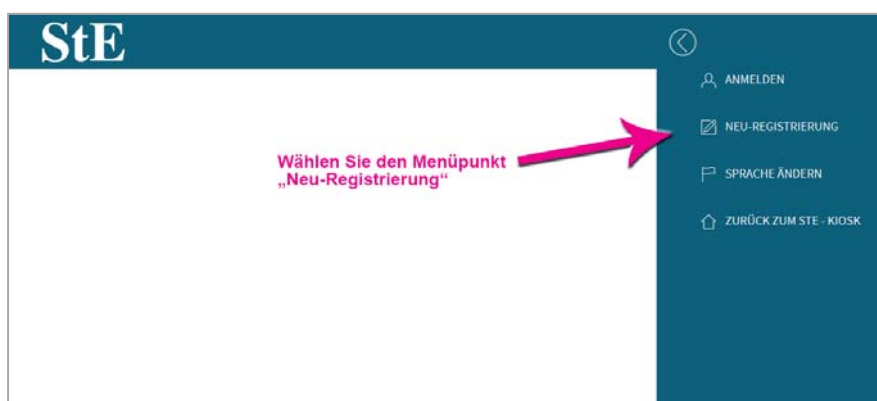 StE
ANMELDEN
NEU-REGISTRIERUNG
Wählen Sie den Menüpunkt
„Neu-Registrierung“
SPRACHE ÄNDERN
ZURÜCK ZUM STE - KIOSK